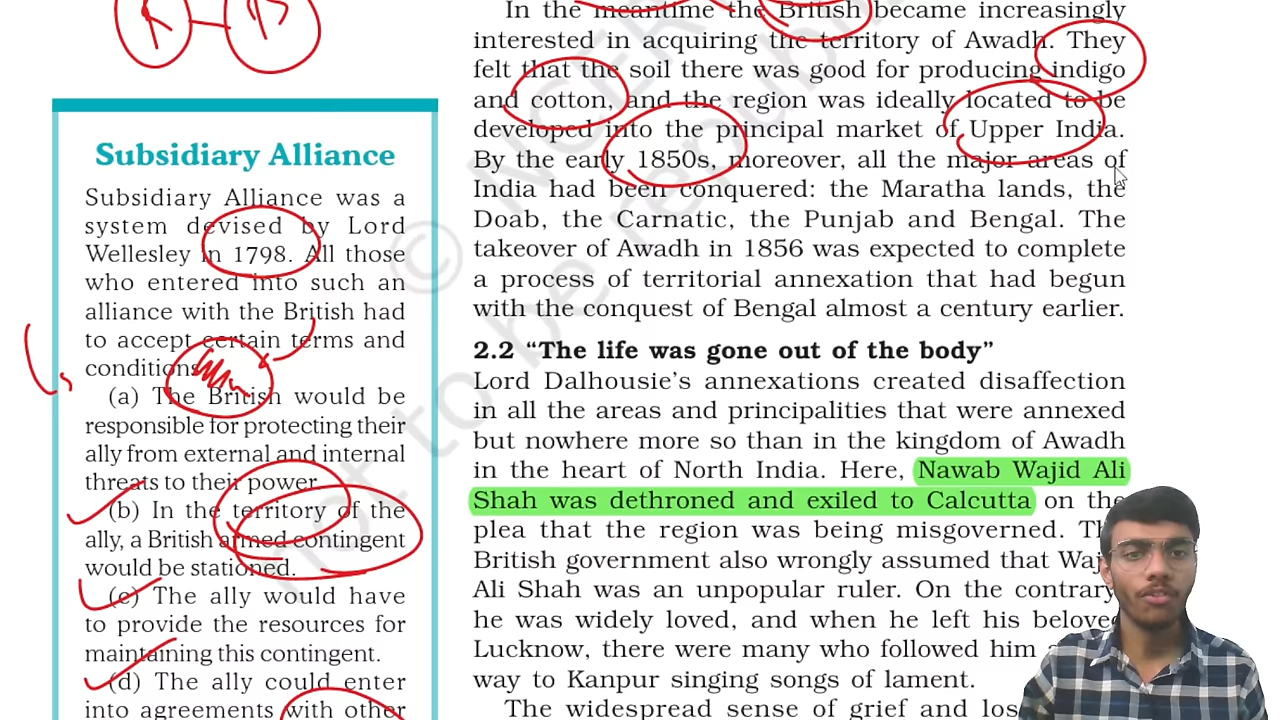 Subsidiary Alliance
Subsidiary Alliance was a
system devised by Lord
Wellesley in 1798. All those
who entered into such an
alliance with the British had
to accept certain terms and
conditions
(a) The British would be
responsible for protecting their
ally from external and internal
threats to their power.
(b) In the territory of the
ally, a British armed contingent
would be stationed.
(c) The ally would have
to provide the resources for
maintaining this contingent.
(d) The ally could enter
into agreements with other
In the meantime the British became increasingly
interested in acquiring the territory of Awadh. They
felt that the soil there was good for producing indigo
and cotton, and the region was ideally located to be
developed into the principal market of Upper India.
By the early 1850s, moreover, all the major areas of
India had been conquered: the Maratha lands, the
Doab, the Carnatic, the Punjab and Bengal. The
takeover of Awadh in 1856 was expected to complete
a process of territorial annexation that had begun
with the conquest of Bengal almost a century earlier.
2.2 “The life was gone out of the body”
Lord Dalhousie’s annexations created disaffection
in all the areas and principalities that were annexed
but nowhere more so than in the kingdom of Awadh
in the heart of North India. Here, Nawab Wajid Ali
Shah was dethroned and exiled to Calcutta on the
plea that the region was being misgoverned.
British government also wrongly assumed that
Ali Shah was an unpopular ruler. On the contrary,
he was widely loved, and when he left his beloved
Lucknow, there were many who followed him
way to Kanpur singing songs of lament.
The widespread sense of grief and
© NCERT
not to be republished